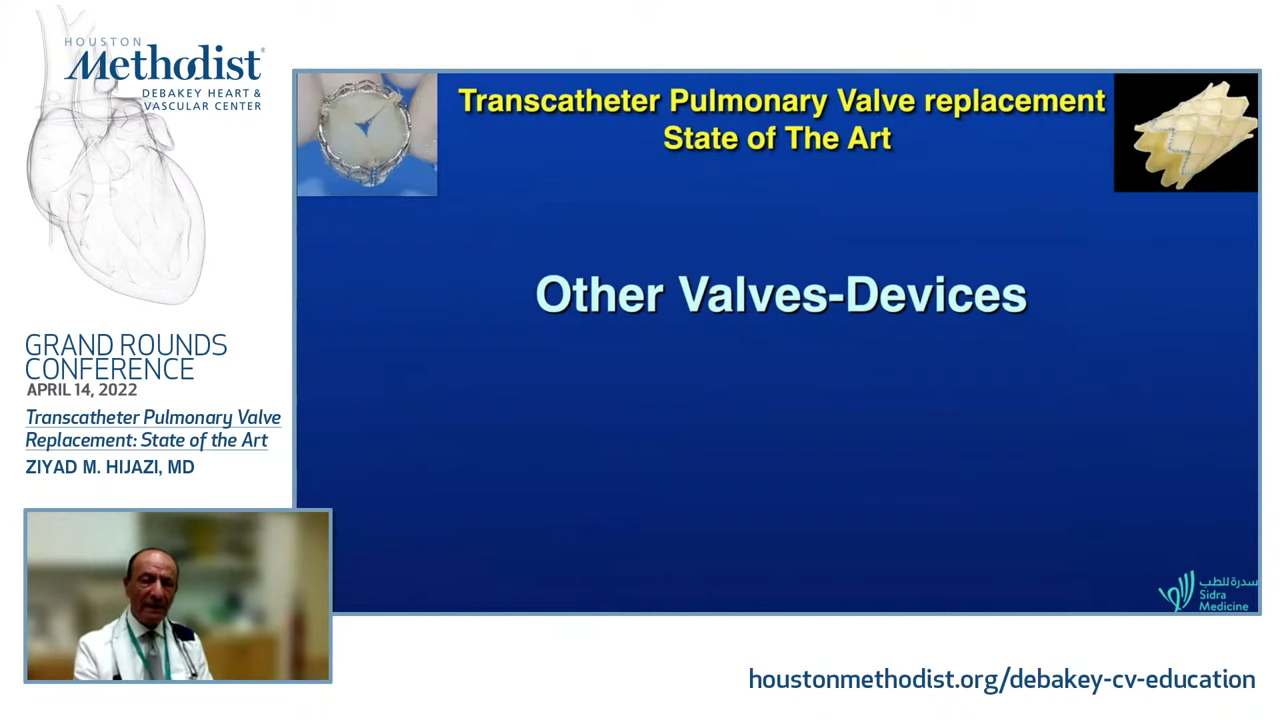 HOUSTON
Methodist®
DEBAKEY HEART &
VASCULAR CENTER
GRAND ROUNDS
CONFERENCE
APRIL 14, 2022
Transcatheter Pulmonary Valve
Replacement: State of the Art
ZIYAD M. HIJAZI, MD
Transcatheter Pulmonary Valve replacement
State of The Art
Other Valves-Devices
سدرة للطب
Sidra
Medicine
houstonmethodist.org/debakey-cv-education